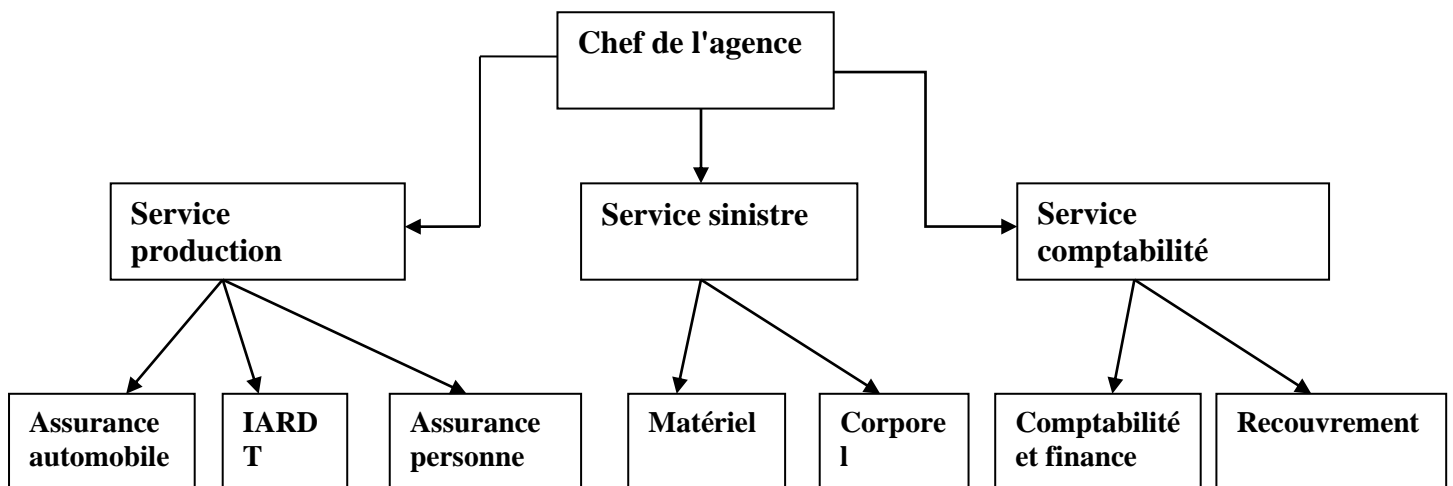 Chef de l'agence
Service
production
Service sinistre
Service
comptabilité
Assurance
automobile
IARD
T
Assurance
personne
Matériel
Corpore
l
Comptabilité
et finance
Recouvrement